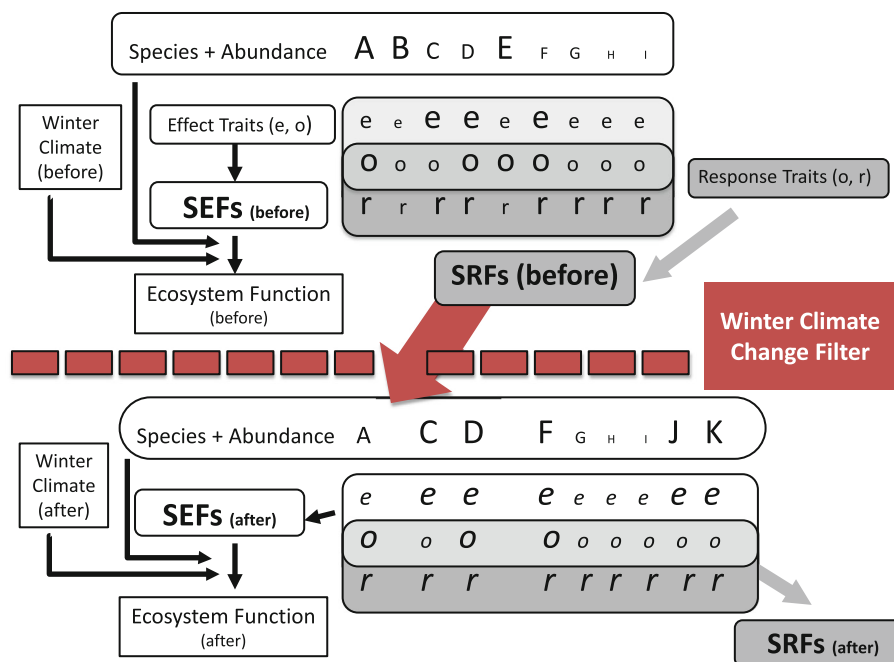 Species + Abundance A B C D E F G H I
Winter
Climate
(before)
Effect Traits (e, o)
e e e e e e e e e
o o o o o o o o o
r r r r r r r r r
Response Traits (o, r)
SEFs (before)
SRFs (before)
Ecosystem Function
(before)
Winter Climate
Change Filter
Species + Abundance A C D F G H I J K
Winter
Climate
(after)
SEFs (after)
e e e e e e e e e
o o o o o o o o o
r r r r r r r r r
Ecosystem Function
(after)
SRFs (after)